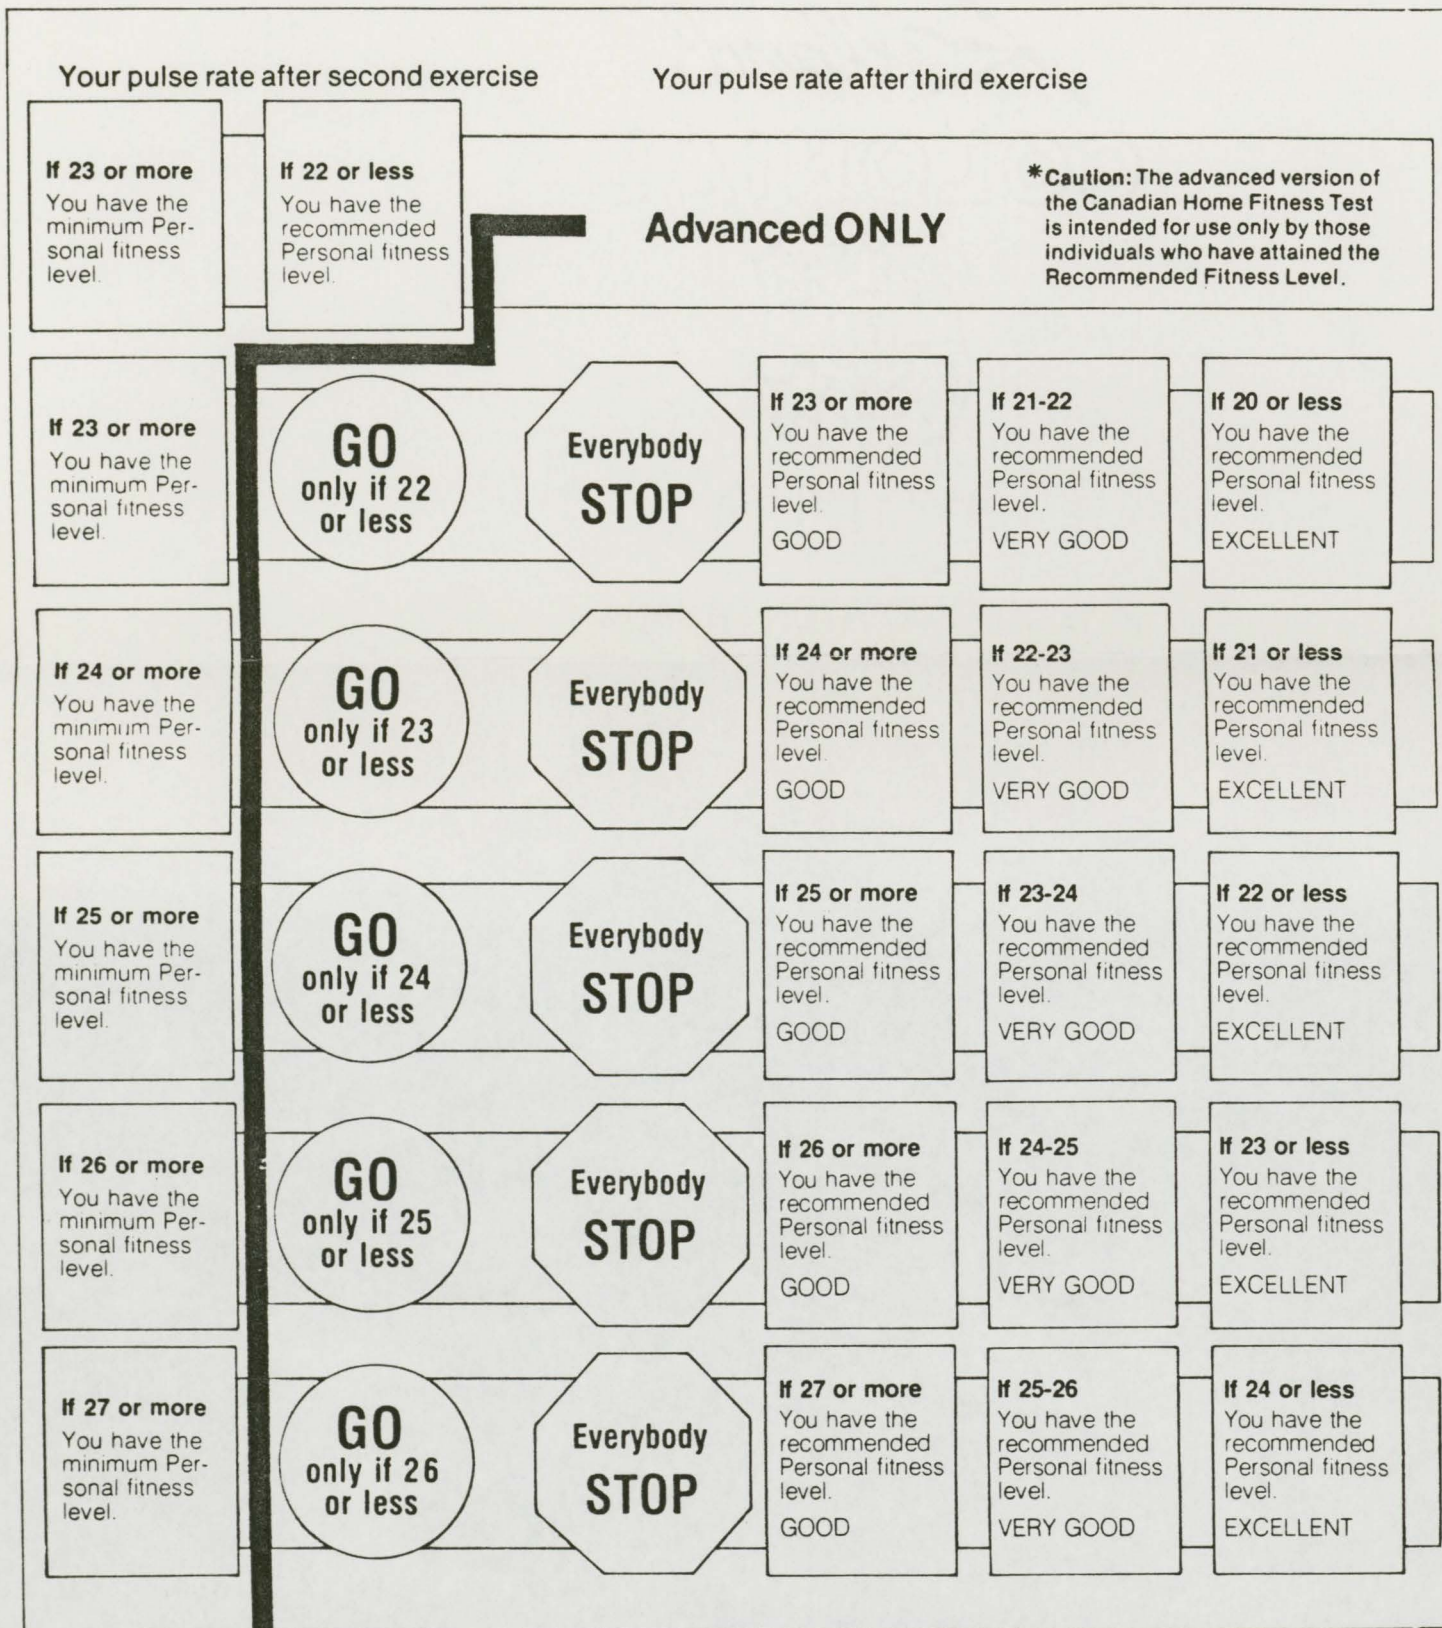 Your pulse rate after second exercise
Your pulse rate after third exercise
If 23 or more
You have the
minimum Per-
sonal fitness
level.
If 22 or less
You have the
recommended
Personal fitness
level.
Advanced ONLY
*Caution: The advanced version of
the Canadian Home Fitness Test
is intended for use only by those
individuals who have attained the
Recommended Fitness Level.
If 23 or more
You have the
minimum Per-
sonal fitness
level.
GO
only if 22
or less
Everybody
STOP
If 23 or more
You have the
recommended
Personal fitness
level.
GOOD
If 21-22
You have the
recommended
Personal fitness
level.
VERY GOOD
If 20 or less
You have the
recommended
Personal fitness
level.
EXCELLENT
If 24 or more
You have the
minimum Per-
sonal fitness
level.
GO
only if 23
or less
Everybody
STOP
If 24 or more
You have the
recommended
Personal fitness
level.
GOOD
If 22-23
You have the
recommended
Personal fitness
level.
VERY GOOD
If 21 or less
You have the
recommended
Personal fitness
level.
EXCELLENT
If 25 or more
You have the
minimum Per-
sonal fitness
level.
GO
only if 24
or less
Everybody
STOP
If 25 or more
You have the
recommended
Personal fitness
level.
GOOD
If 23-24
You have the
recommended
Personal fitness
level.
VERY GOOD
If 22 or less
You have the
recommended
Personal fitness
level.
EXCELLENT
If 26 or more
You have the
minimum Per-
sonal fitness
level.
GO
only if 25
or less
Everybody
STOP
If 26 or more
You have the
recommended
Personal fitness
level.
GOOD
If 24-25
You have the
recommended
Personal fitness
level.
VERY GOOD
If 23 or less
You have the
recommended
Personal fitness
level.
EXCELLENT
If 27 or more
You have the
minimum Per-
sonal fitness
level.
GO
only if 26
or less
Everybody
STOP
If 27 or more
You have the
recommended
Personal fitness
level.
GOOD
If 25-26
You have the
recommended
Personal fitness
level.
VERY GOOD
If 24 or less
You have the
recommended
Personal fitness
level.
EXCELLENT